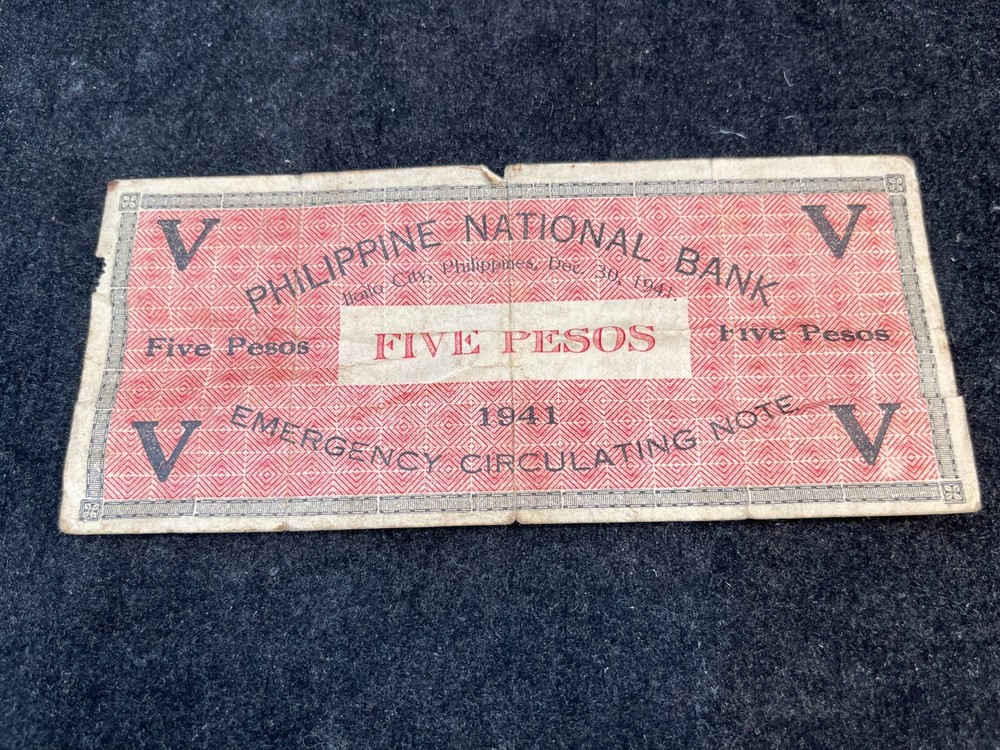 V V
PHILIPPINE NATIONAL BANK
Iloilo City, Philippines, Dec. 30, 1941
Five Pesos FIVE PESOS Five Pesos
1941
EMERGENCY CIRCULATING NOTE
V V